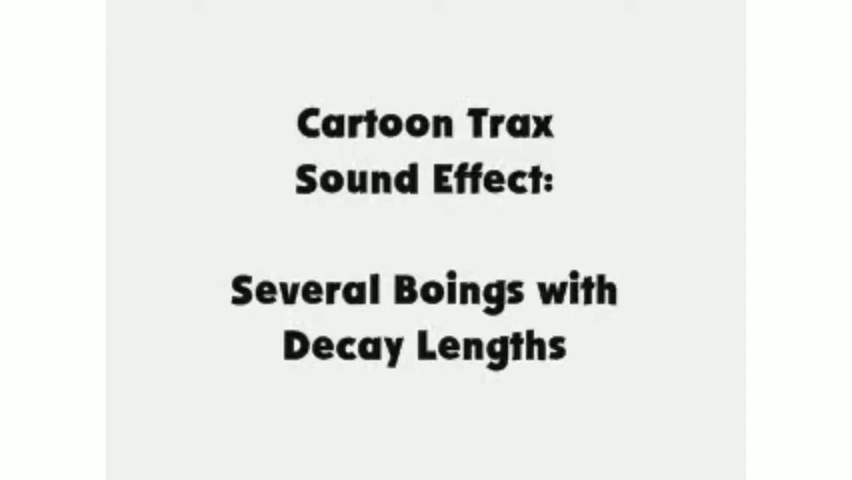 Cartoon Trax
Sound Effect:
Several Boings with
Decay Lengths